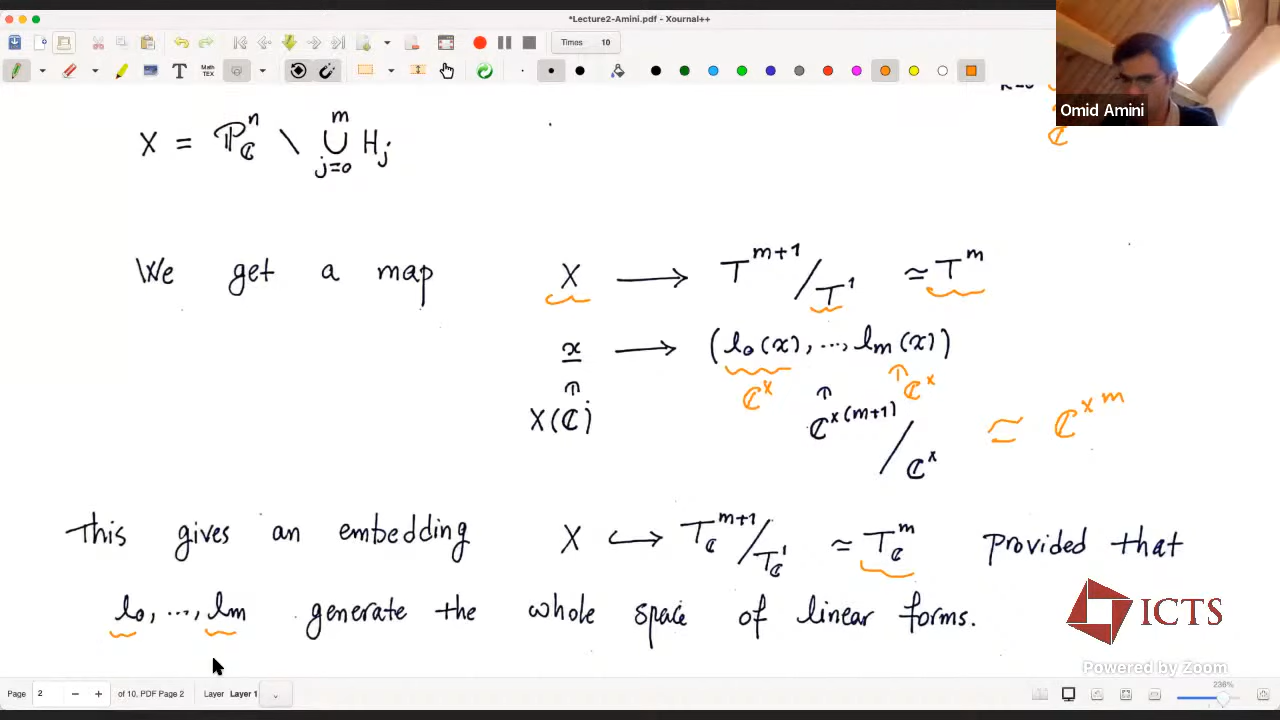 *Lecture2-Amini.pdf - Xournal++
Times 10
Omid Amini
ℂ
X = ℙⁿ_ℂ \ ⋃_{j=0}^{m} H_j
We get a map X ⟶ T^{m+1}/T^1 ≃ T^m
x ⟶ (l_0(x), ..., l_m(x))
ℂ^× ℂ^×
X(ℂ) ℂ^{×(m+1)}/ℂ^× ≃ ℂ^{×m}
This gives an embedding X ↪ T_ℂ^{m+1}/T_ℂ^1 ≃ T_ℂ^m provided that
l_0, ..., l_m generate the whole space of linear forms.
ICTS
Powered by Zoom
Page 2 of 10, PDF Page 2 Layer Layer 1 236%